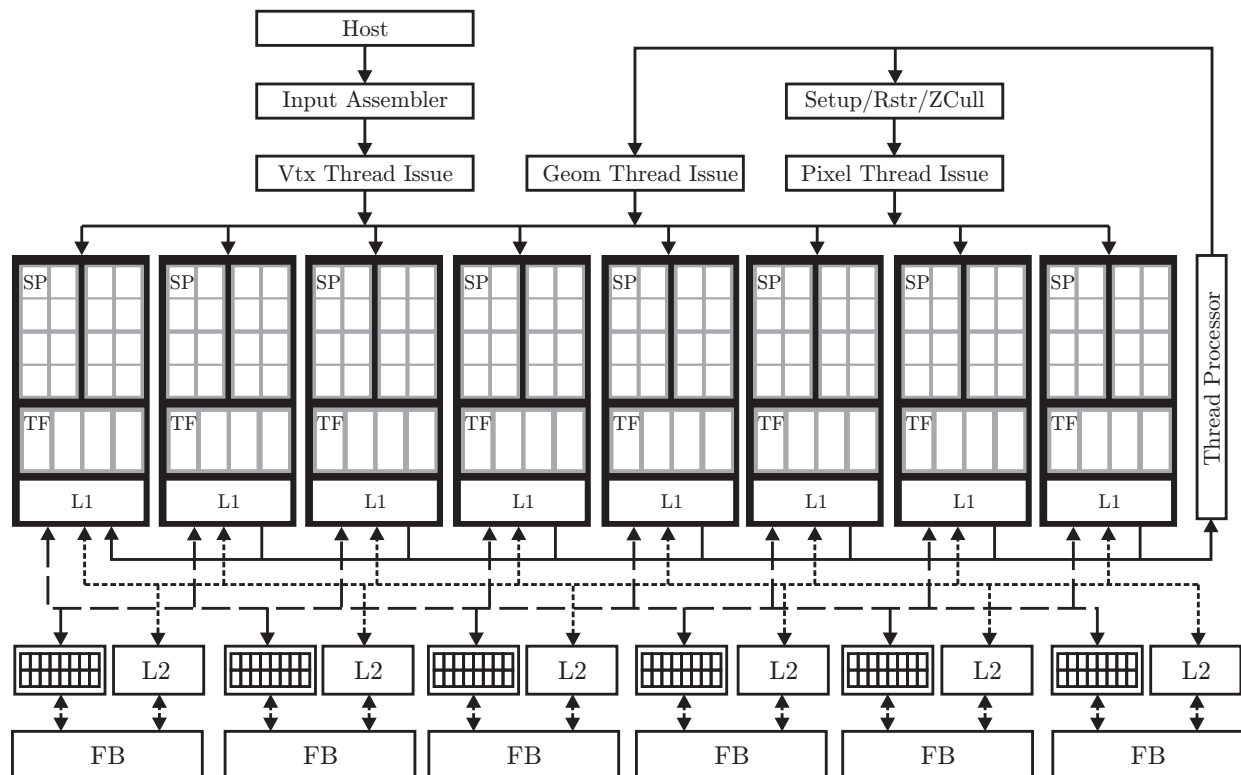 Host
Input Assembler
Setup/Rstr/ZCull
Vtx Thread Issue
Geom Thread Issue
Pixel Thread Issue
SP
SP
SP
SP
SP
SP
SP
SP
Thread Processor
TF
TF
TF
TF
TF
TF
TF
TF
L1
L1
L1
L1
L1
L1
L1
L1
L2
L2
L2
L2
L2
L2
FB
FB
FB
FB
FB
FB